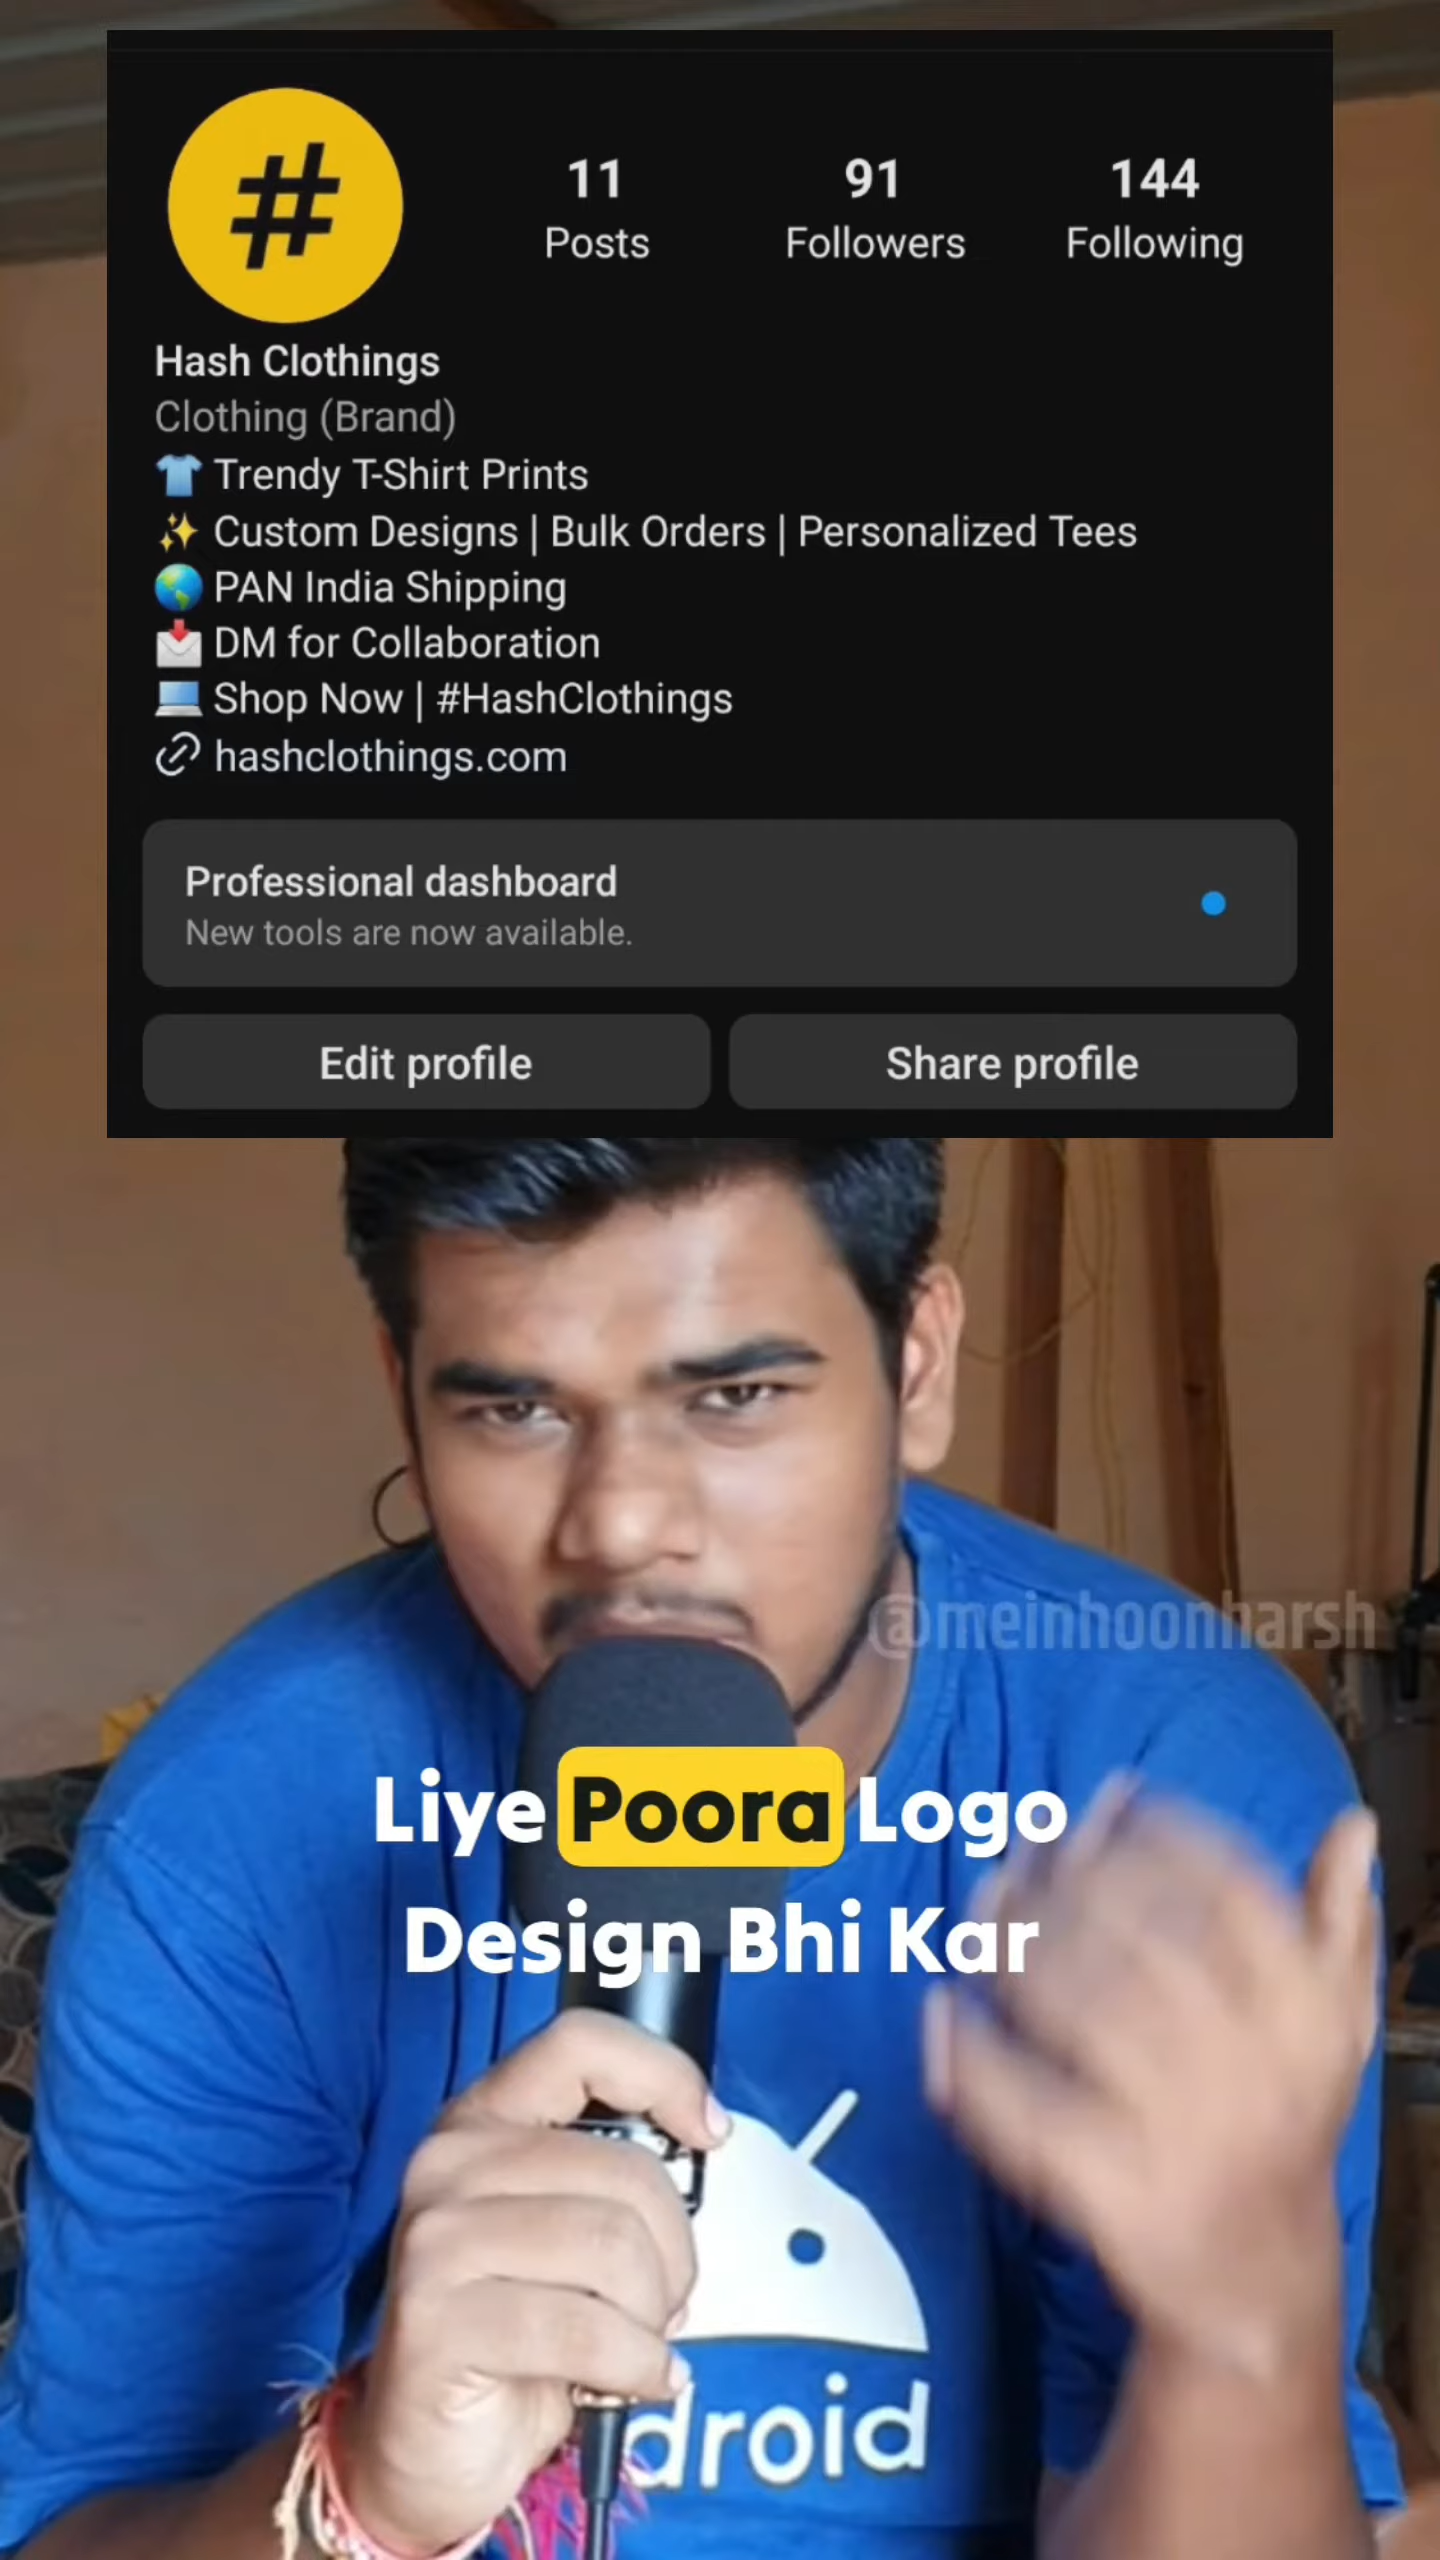 #
11 91 144
Posts Followers Following
Hash Clothings
Clothing (Brand)
👕 Trendy T-Shirt Prints
✨ Custom Designs | Bulk Orders | Personalized Tees
🌎 PAN India Shipping
📩 DM for Collaboration
💻 Shop Now | #HashClothings
🔗 hashclothings.com
Professional dashboard
New tools are now available.
Edit profile Share profile
@meinhoonharsh
Liye Poora Logo
Design Bhi Kar
droid